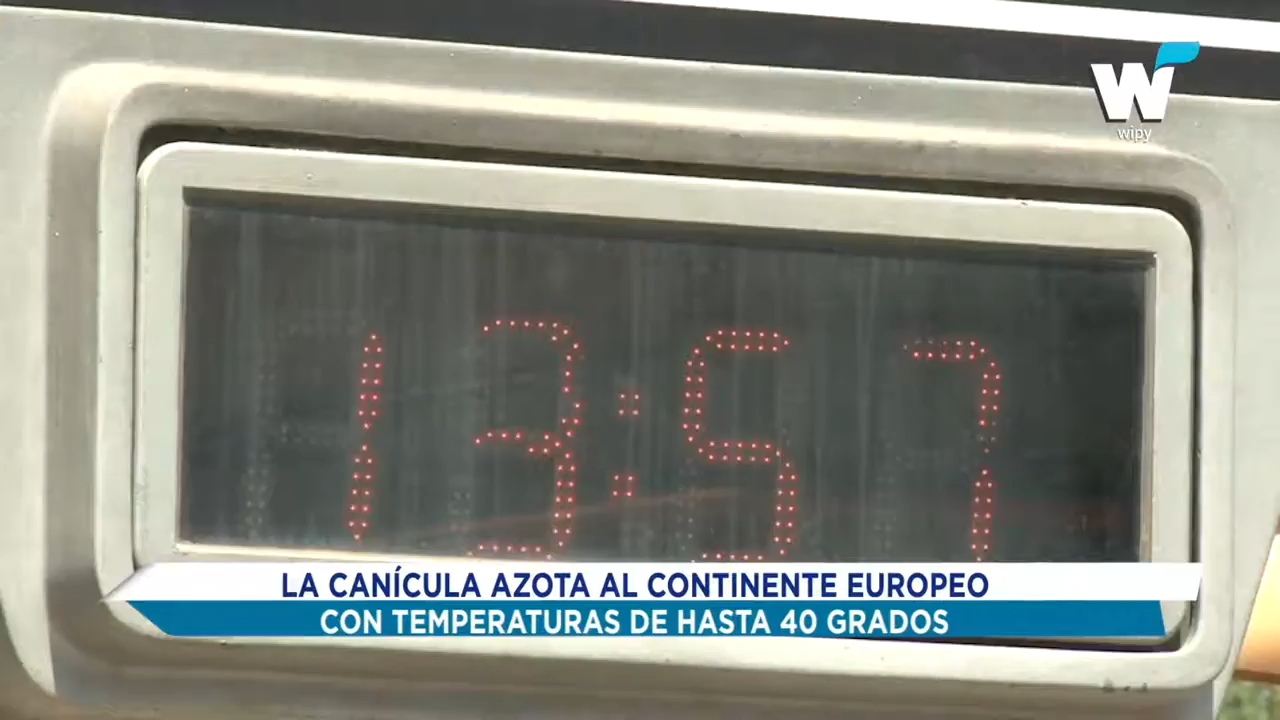 W
wipy
13:57
LA CANÍCULA AZOTA AL CONTINENTE EUROPEO
CON TEMPERATURAS DE HASTA 40 GRADOS